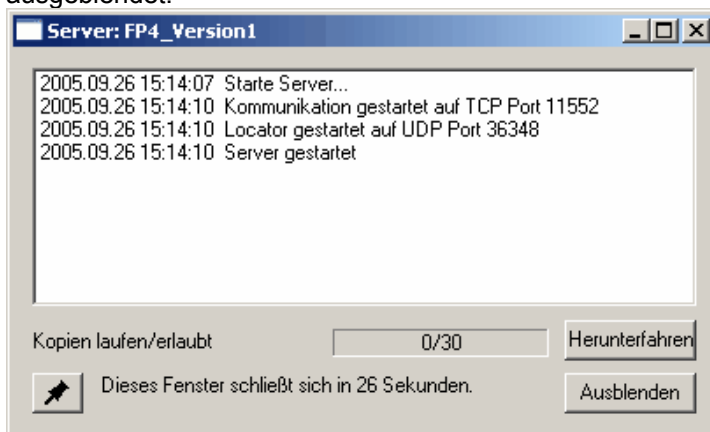 ausgeblendet.
Server: FP4_Version1
2005.09.26 15:14:07 Starte Server...
2005.09.26 15:14:10 Kommunikation gestartet auf TCP Port 11552
2005.09.26 15:14:10 Locator gestartet auf UDP Port 36348
2005.09.26 15:14:10 Server gestartet
Kopien laufen/erlaubt 0/30 Herunterfahren
Dieses Fenster schließt sich in 26 Sekunden. Ausblenden